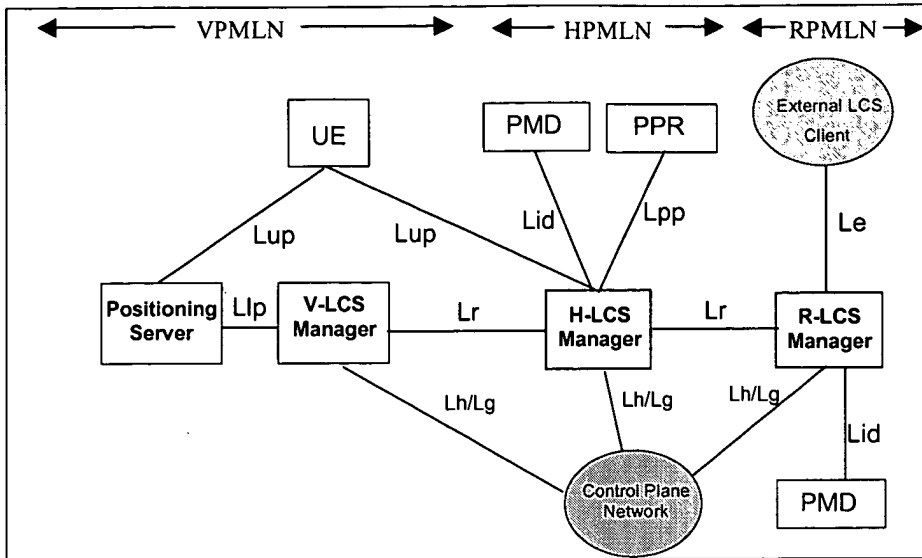 VPMLN HPMLN RPMLN
External LCS
Client
UE
PMD
PPR
Lup
Lup
Lid
Lpp
Le
Positioning
Server
Llp
V-LCS
Manager
Lr
H-LCS
Manager
Lr
R-LCS
Manager
Lh/Lg
Lh/Lg
Lh/Lg
Lid
Control Plane
Network
PMD